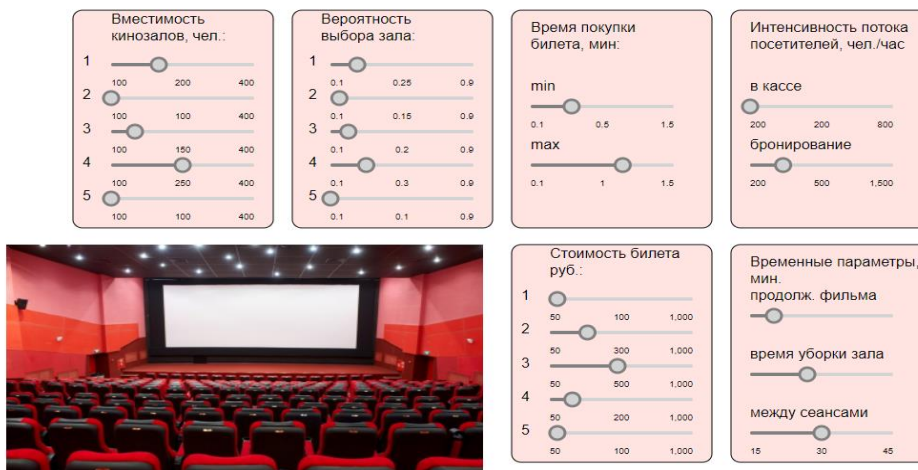 Вместимость
кинозалов, чел.:
1
100 200 400
2
100 100 400
3
100 150 400
4
100 250 400
5
100 100 400
Вероятность
выбора зала:
1
0.1 0.25 0.9
2
0.1 0.15 0.9
3
0.1 0.2 0.9
4
0.1 0.3 0.9
5
0.1 0.1 0.9
Время покупки
билета, мин:
min
0.1 0.5 1.5
max
0.1 1 1.5
Интенсивность потока
посетителей, чел./час
в кассе
200 200 800
бронирование
200 500 1,500
Стоимость билета
руб.:
1
50 100 1,000
2
50 300 1,000
3
50 500 1,000
4
50 200 1,000
5
50 100 1,000
Временные параметры,
мин.
продолж. фильма
время уборки зала
между сеансами
15 30 45